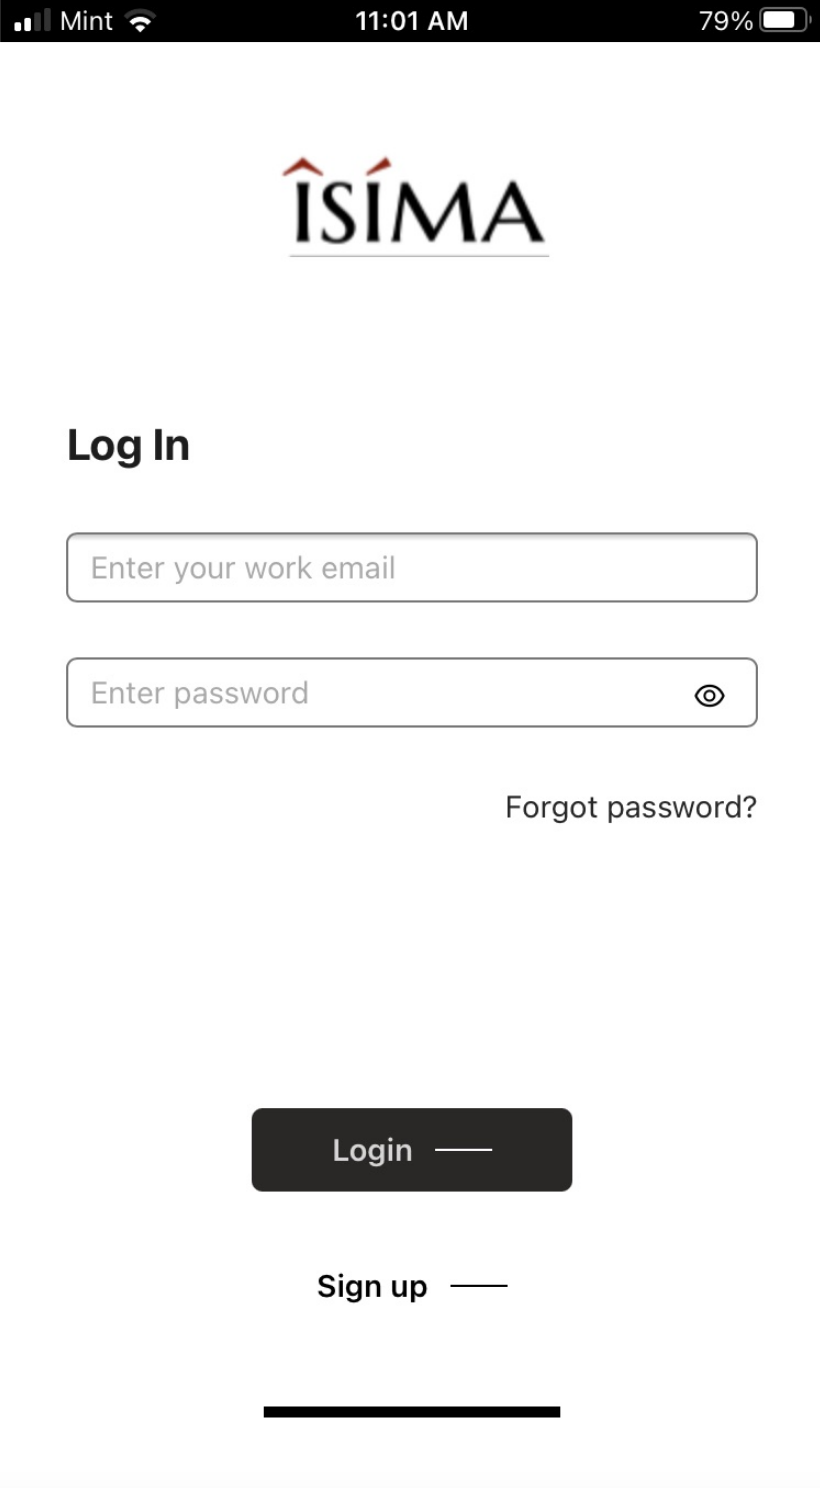 Mint 11:01 AM 79%
ÎSÍMA
Log In
Enter your work email
Enter password
Forgot password?
Login
Sign up